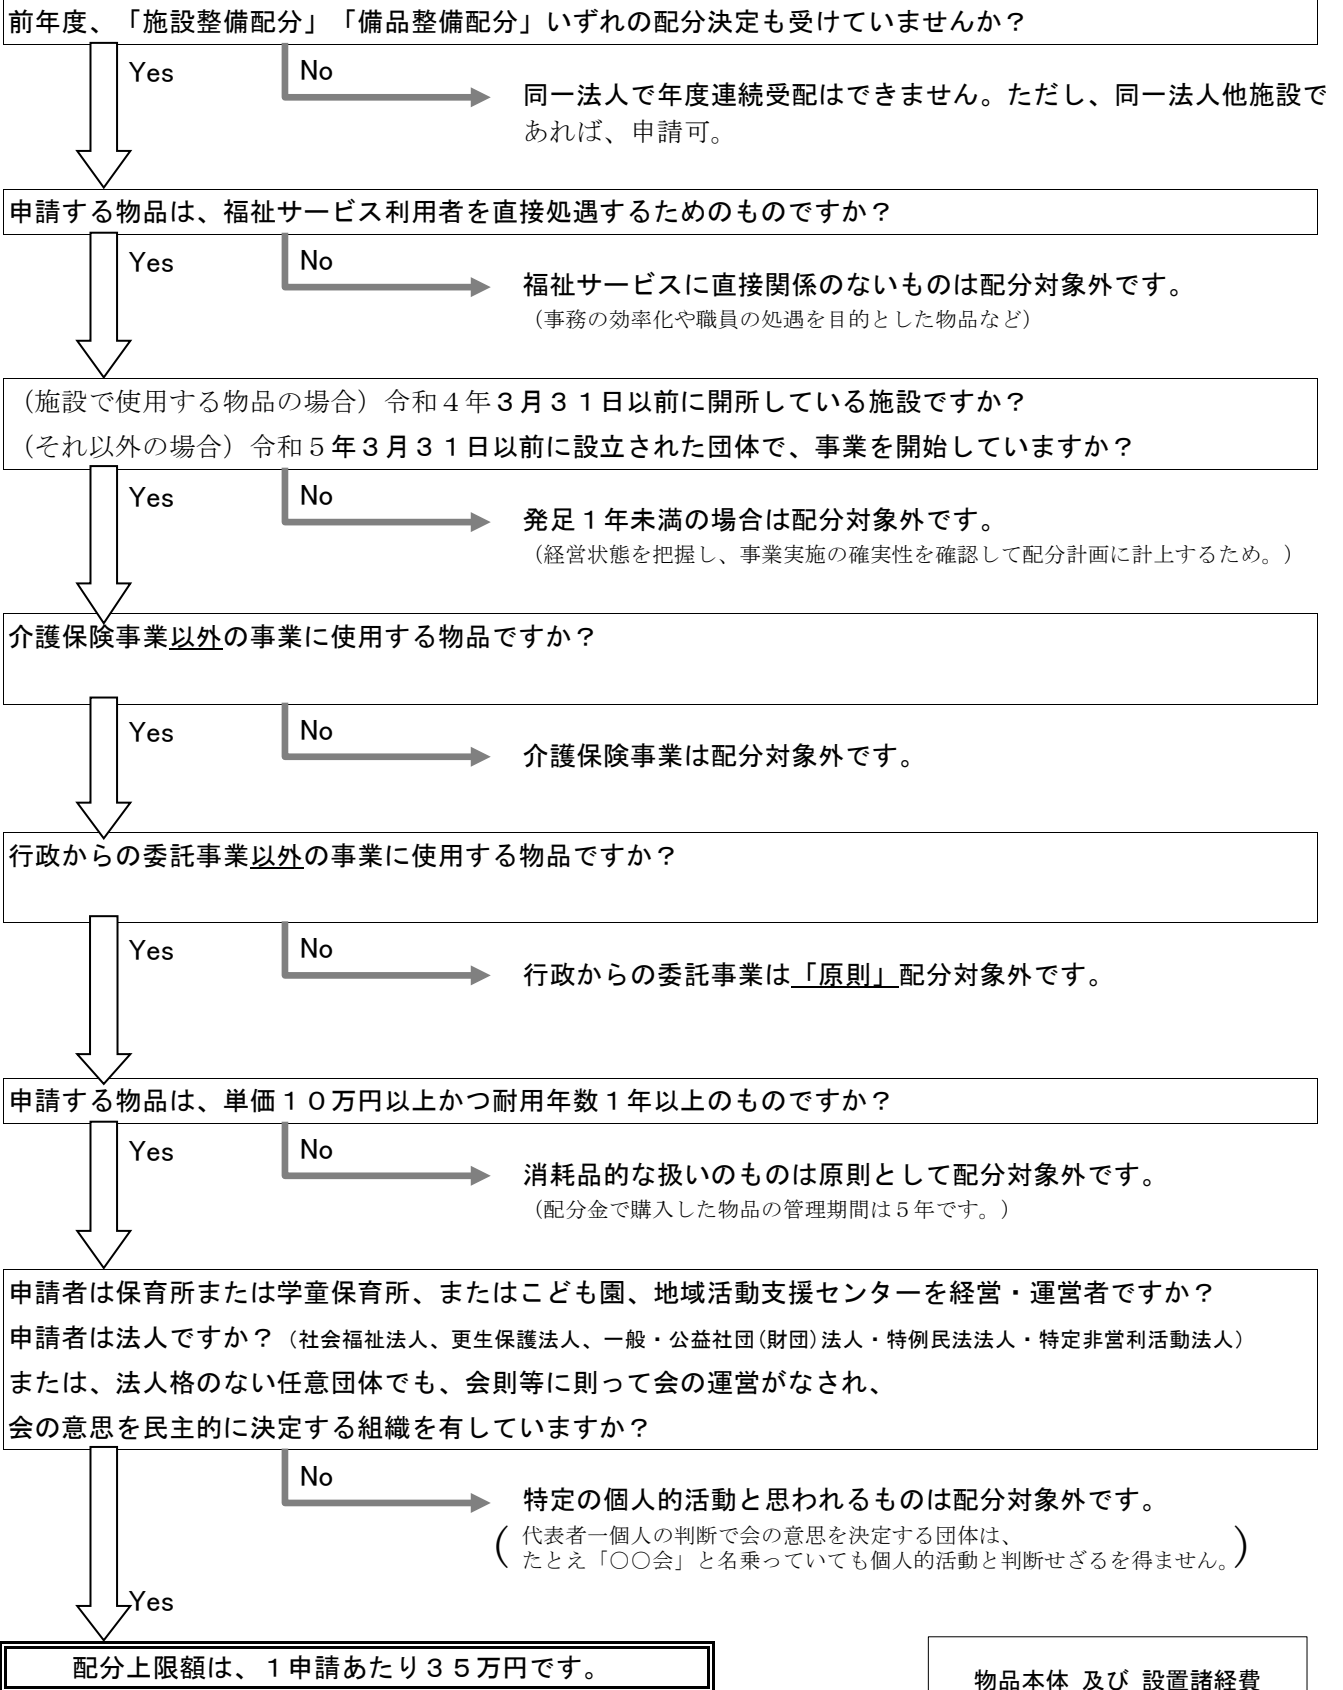 前年度、「施設整備配分」「備品整備配分」いずれの配分決定も受けていませんか？
Yes
No
同一法人で年度連続受配はできません。ただし、同一法人他施設で
あれば、申請可。
申請する物品は、福祉サービス利用者を直接処遇するためのものですか？
Yes
No
福祉サービスに直接関係のないものは配分対象外です。
（事務の効率化や職員の処遇を目的とした物品など）
（施設で使用する物品の場合）令和４年３月３１日以前に開所している施設ですか？
（それ以外の場合）令和５年３月３１日以前に設立された団体で、事業を開始していますか？
Yes
No
発足１年未満の場合は配分対象外です。
（経営状態を把握し、事業実施の確実性を確認して配分計画に計上するため。）
介護保険事業以外の事業に使用する物品ですか？
Yes
No
介護保険事業は配分対象外です。
行政からの委託事業以外の事業に使用する物品ですか？
Yes
No
行政からの委託事業は「原則」配分対象外です。
申請する物品は、単価１０万円以上かつ耐用年数１年以上のものですか？
Yes
No
消耗品的な扱いのものは原則として配分対象外です。
（配分金で購入した物品の管理期間は５年です。）
申請者は保育所または学童保育所、またはこども園、地域活動支援センターを経営・運営者ですか？
申請者は法人ですか？（社会福祉法人、更生保護法人、一般・公益社団(財団)法人・特例民法法人・特定非営利活動法人）
または、法人格のない任意団体でも、会則等に則って会の運営がなされ、
会の意思を民主的に決定する組織を有していますか？
No
特定の個人的活動と思われるものは配分対象外です。
（代表者一個人の判断で会の意思を決定する団体は、
たとえ「○○会」と名乗っていても個人的活動と判断せざるを得ません。）
Yes
配分上限額は、１申請あたり３５万円です。
物品本体 及び 設置諸経費